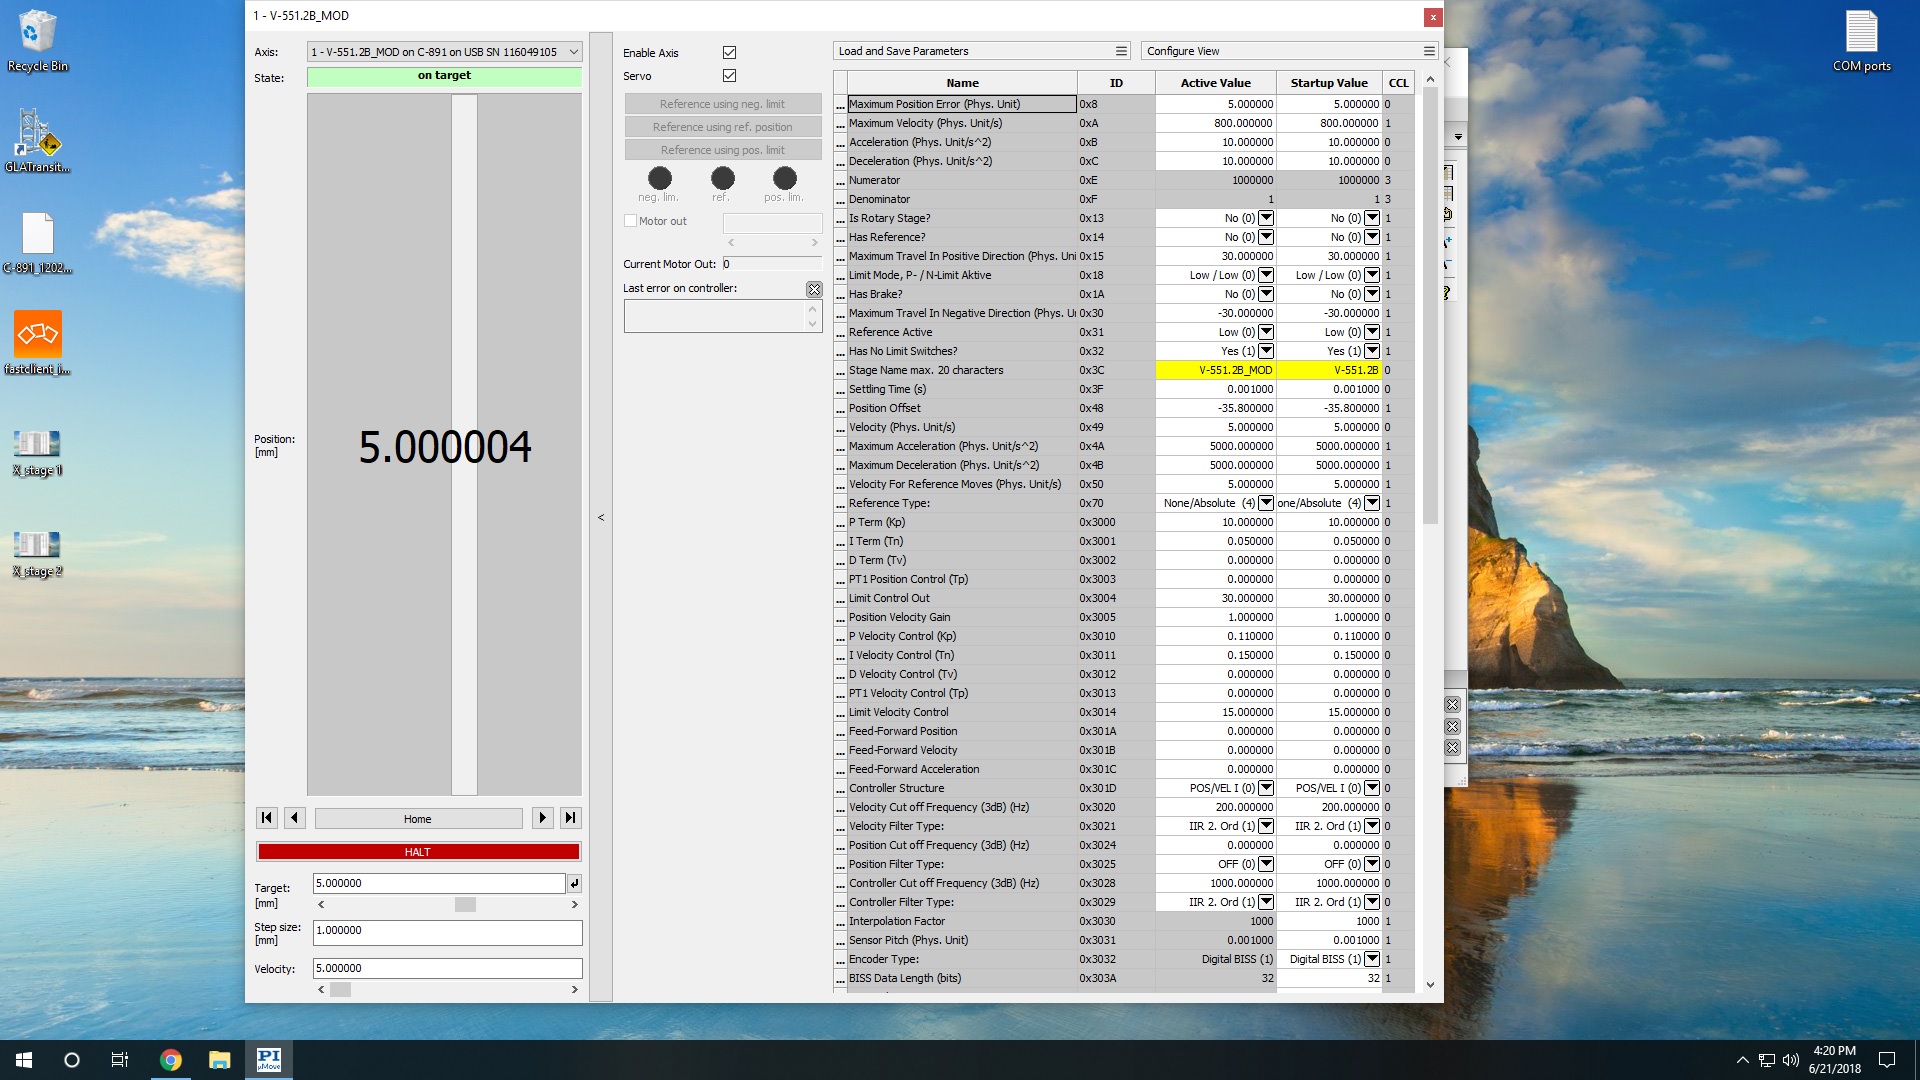 1 - V-551.2B_MOD
x
Recycle Bin
GLATransit...
C-891_1202...
fastclient_i...
X_stage 1
X_stage 2
COM ports
Axis: 1 - V-551.2B_MOD on C-891 on USB SN 116049105
State: on target
Position:
[mm]
5.000004
Home
HALT
Target:
[mm]
5.000000
Step size:
[mm]
1.000000
Velocity: 5.000000
<
Enable Axis
Servo
Reference using neg. limit
Reference using ref. position
Reference using pos. limit
neg. lim. ref. pos. lim.
Motor out
Current Motor Out: 0
Last error on controller:
Load and Save Parameters
Configure View
Name ID Active Value Startup Value CCL
... Maximum Position Error (Phys. Unit) 0x8 5.000000 5.000000 0
... Maximum Velocity (Phys. Unit/s) 0xA 800.000000 800.000000 1
... Acceleration (Phys. Unit/s^2) 0xB 10.000000 10.000000 0
... Deceleration (Phys. Unit/s^2) 0xC 10.000000 10.000000 0
... Numerator 0xE 1000000 1000000 3
... Denominator 0xF 1 1 3
... Is Rotary Stage? 0x13 No (0) No (0) 1
... Has Reference? 0x14 No (0) No (0) 1
... Maximum Travel In Positive Direction (Phys. Uni 0x15 30.000000 30.000000 1
... Limit Mode, P- / N-Limit Aktive 0x18 Low / Low (0) Low / Low (0) 1
... Has Brake? 0x1A No (0) No (0) 1
... Maximum Travel In Negative Direction (Phys. U 0x30 -30.000000 -30.000000 1
... Reference Active 0x31 Low (0) Low (0) 1
... Has No Limit Switches? 0x32 Yes (1) Yes (1) 1
... Stage Name max. 20 characters 0x3C V-551.2B_MOD V-551.2B 0
... Settling Time (s) 0x3F 0.001000 0.001000 0
... Position Offset 0x48 -35.800000 -35.800000 1
... Velocity (Phys. Unit/s) 0x49 5.000000 5.000000 0
... Maximum Acceleration (Phys. Unit/s^2) 0x4A 5000.000000 5000.000000 1
... Maximum Deceleration (Phys. Unit/s^2) 0x4B 5000.000000 5000.000000 1
... Velocity For Reference Moves (Phys. Unit/s) 0x50 5.000000 5.000000 1
... Reference Type: 0x70 None/Absolute (4) one/Absolute (4) 1
... P Term (Kp) 0x3000 10.000000 10.000000 0
... I Term (Tn) 0x3001 0.050000 0.050000 0
... D Term (Tv) 0x3002 0.000000 0.000000 0
... PT1 Position Control (Tp) 0x3003 0.000000 0.000000 0
... Limit Control Out 0x3004 30.000000 30.000000 0
... Position Velocity Gain 0x3005 1.000000 1.000000 0
... P Velocity Control (Kp) 0x3010 0.110000 0.110000 0
... I Velocity Control (Tn) 0x3011 0.150000 0.150000 0
... D Velocity Control (Tv) 0x3012 0.000000 0.000000 0
... PT1 Velocity Control (Tp) 0x3013 0.000000 0.000000 0
... Limit Velocity Control 0x3014 15.000000 15.000000 0
... Feed-Forward Position 0x301A 0.000000 0.000000 0
... Feed-Forward Velocity 0x301B 0.000000 0.000000 0
... Feed-Forward Acceleration 0x301C 0.000000 0.000000 0
... Controller Structure 0x301D POS/VEL I (0) POS/VEL I (0) 0
... Velocity Cut off Frequency (3dB) (Hz) 0x3020 200.000000 200.000000 0
... Velocity Filter Type: 0x3021 IIR 2. Ord (1) IIR 2. Ord (1) 0
... Position Cut off Frequency (3dB) (Hz) 0x3024 0.000000 0.000000 0
... Position Filter Type: 0x3025 OFF (0) OFF (0) 0
... Controller Cut off Frequency (3dB) (Hz) 0x3028 1000.000000 1000.000000 0
... Controller Filter Type: 0x3029 IIR 2. Ord (1) IIR 2. Ord (1) 0
... Interpolation Factor 0x3030 1000 1000 1
... Sensor Pitch (Phys. Unit) 0x3031 0.001000 0.001000 1
... Encoder Type: 0x3032 Digital BISS (1) Digital BISS (1) 1
... BISS Data Length (bits) 0x303A 32 32 1
PI
µMove
4:20 PM
6/21/2018